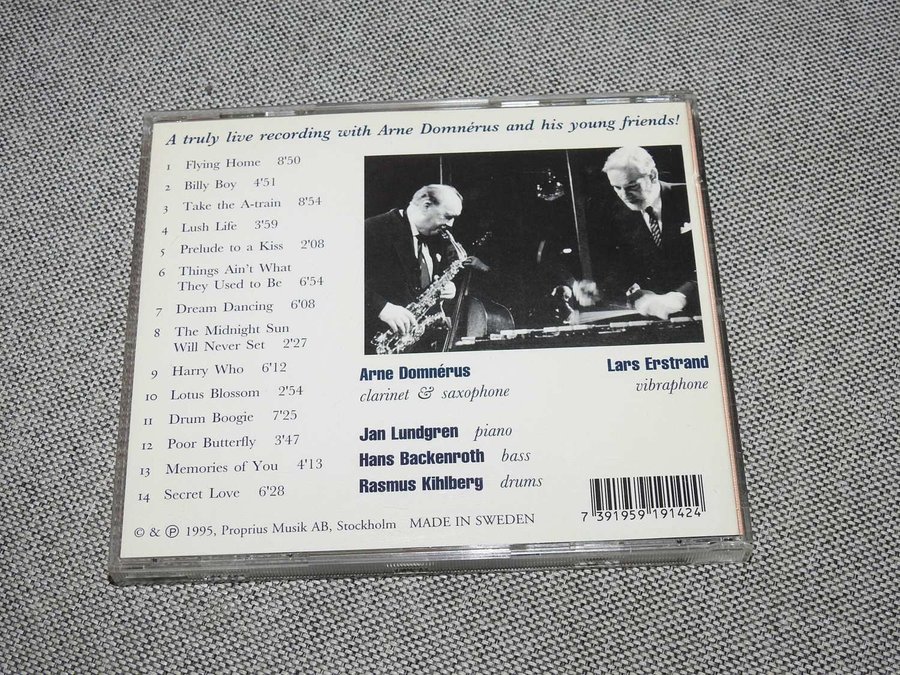 A truly live recording with Arne Domnérus and his young friends!
1 Flying Home 8'50
2 Billy Boy 4'51
3 Take the A-train 8'54
4 Lush Life 3'59
5 Prelude to a Kiss 2'08
6 Things Ain't What
They Used to Be 6'54
7 Dream Dancing 6'08
8 The Midnight Sun
Will Never Set 2'27
9 Harry Who 6'12
10 Lotus Blossom 2'54
11 Drum Boogie 7'25
12 Poor Butterfly 3'47
13 Memories of You 4'13
14 Secret Love 6'28
Arne Domnérus
clarinet & saxophone
Lars Erstrand
vibraphone
Jan Lundgren piano
Hans Backenroth bass
Rasmus Kihlberg drums
7 391959 191424
© & ℗ 1995, Proprius Musik AB, Stockholm MADE IN SWEDEN